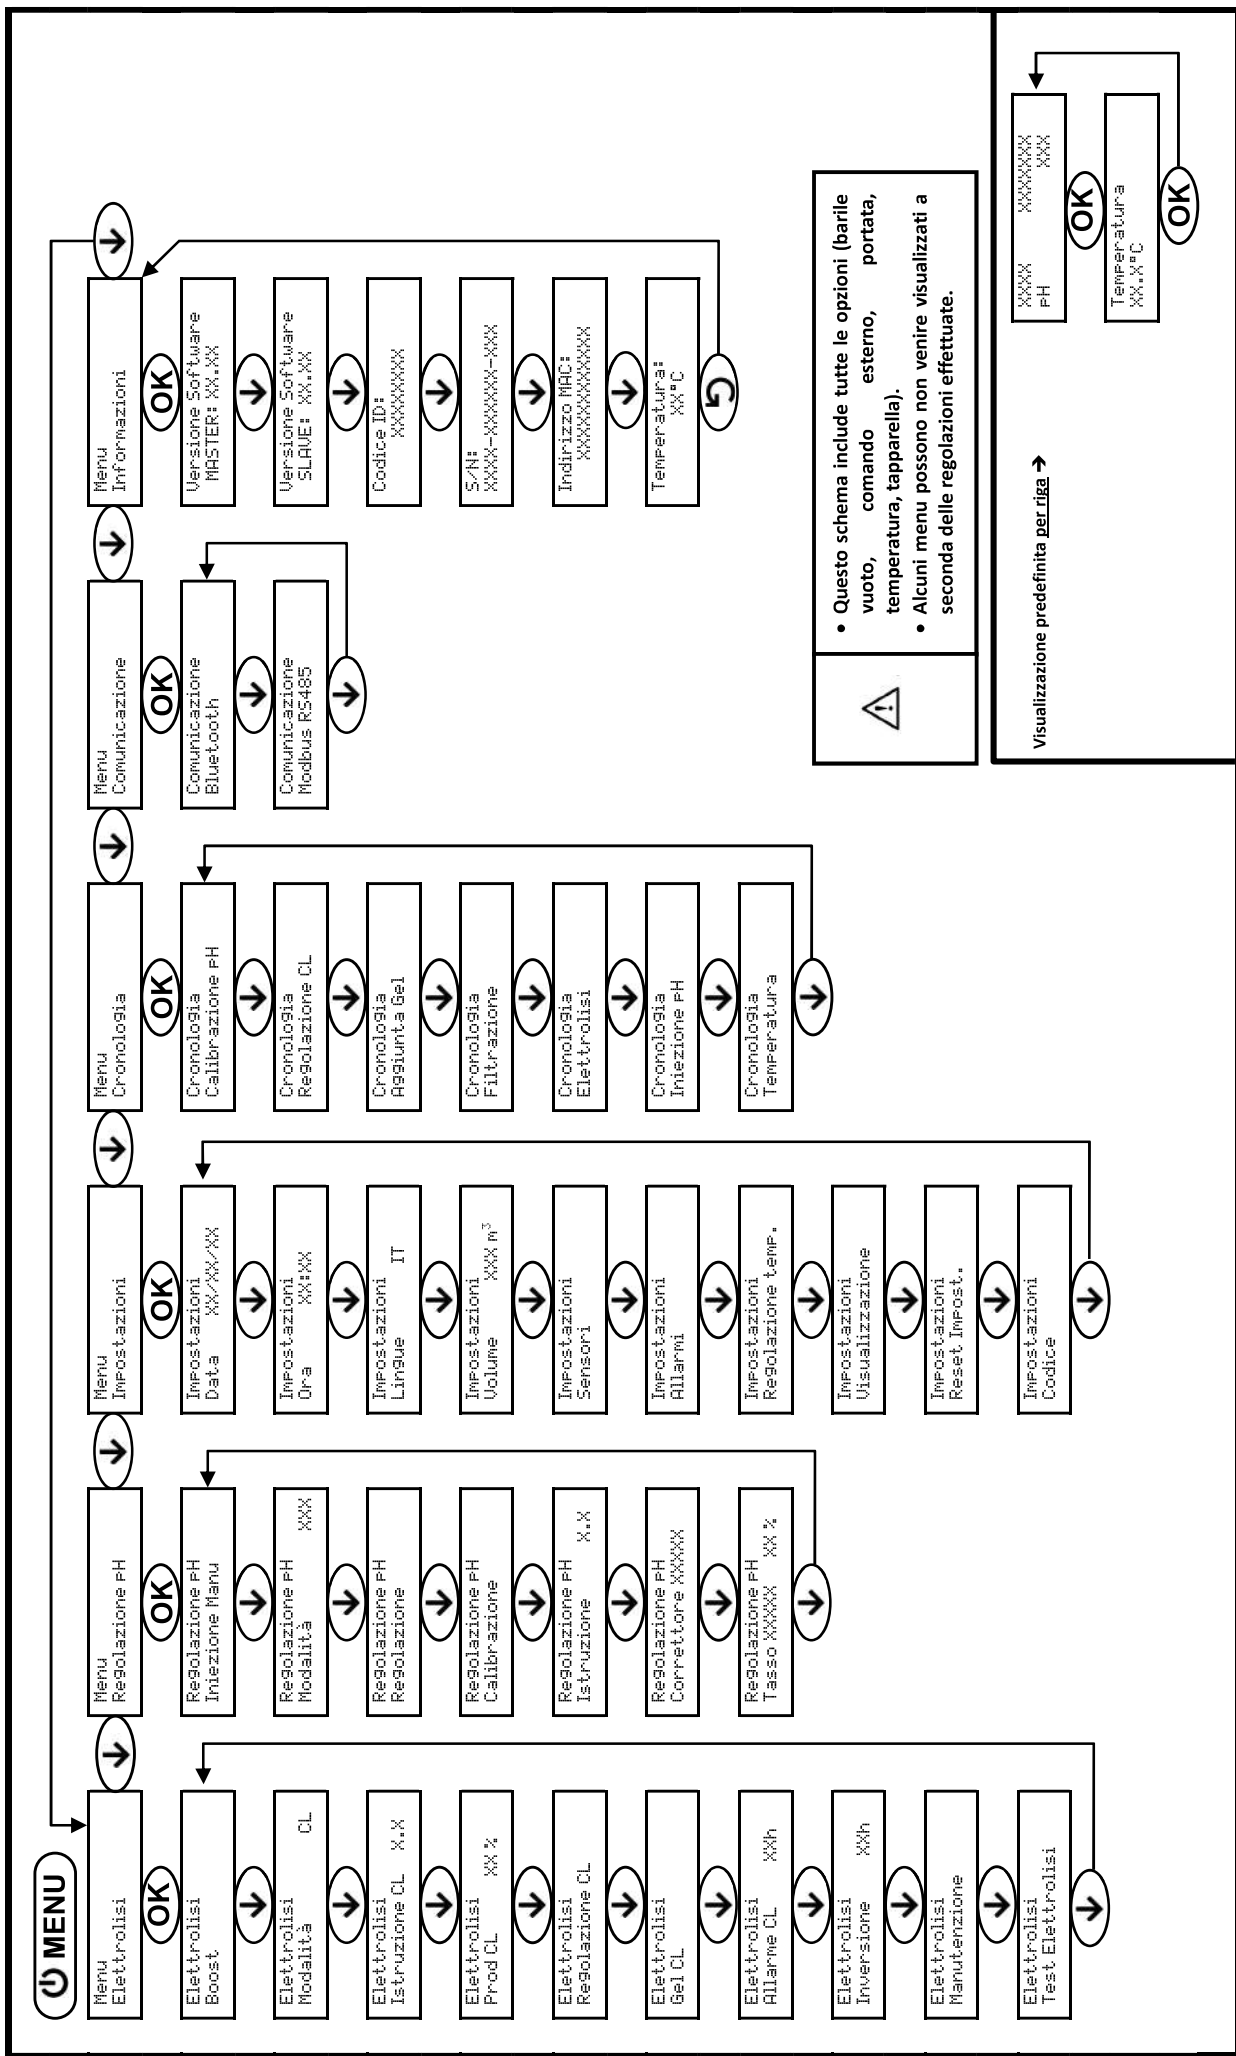 MENU
Menu
Elettrolisi
OK
Elettrolisi
Boost
Elettrolisi
Modalità CL
Elettrolisi
Istruzione CL X.X
Elettrolisi
Prod CL XX %
Elettrolisi
Regolazione CL
Elettrolisi
Gel CL
Elettrolisi
Allarme CL XXh
Elettrolisi
Inversione XXh
Elettrolisi
Manutenzione
Elettrolisi
Test Elettrolisi
Menu
Regolazione pH
OK
Regolazione pH
Iniezione Manu
Regolazione pH
Modalità XXX
Regolazione pH
Regolazione
Regolazione pH
Calibrazione
Regolazione pH
Istruzione X.X
Regolazione pH
Correttore XXXXX
Regolazione pH
Tasso XXXXX XX %
Menu
Impostazioni
OK
Impostazioni
Data XX/XX/XX
Impostazioni
Ora XX:XX
Impostazioni
Lingue IT
Impostazioni
Volume XXX m³
Impostazioni
Sensori
Impostazioni
Allarmi
Impostazioni
Regolazione temp.
Impostazioni
Visualizzazione
Impostazioni
Reset Impost.
Impostazioni
Codice
Menu
Cronologia
OK
Cronologia
Calibrazione pH
Cronologia
Regolazione CL
Cronologia
Aggiunta Gel
Cronologia
Filtrazione
Cronologia
Elettrolisi
Cronologia
Iniezione pH
Cronologia
Temperatura
Menu
Comunicazione
OK
Comunicazione
Bluetooth
Comunicazione
Modbus RS485
Menu
Informazioni
OK
Versione Software
MASTER: XX.XX
Versione Software
SLAVE: XX.XX
Codice ID:
XXXXXXXX
S/N:
XXXX-XXXXXX-XXX
Indirizzo MAC:
XXXXXXXXXXXX
Temperatura:
XX°C
• Questo schema include tutte le opzioni (barile
vuoto, comando esterno, portata,
temperatura, tapparella).
• Alcuni menu possono non venire visualizzati a
seconda delle regolazioni effettuate.
Visualizzazione predefinita per riga →
XXXX XXXXXXX
pH XXX
OK
Temperatura
XX.X°C
OK